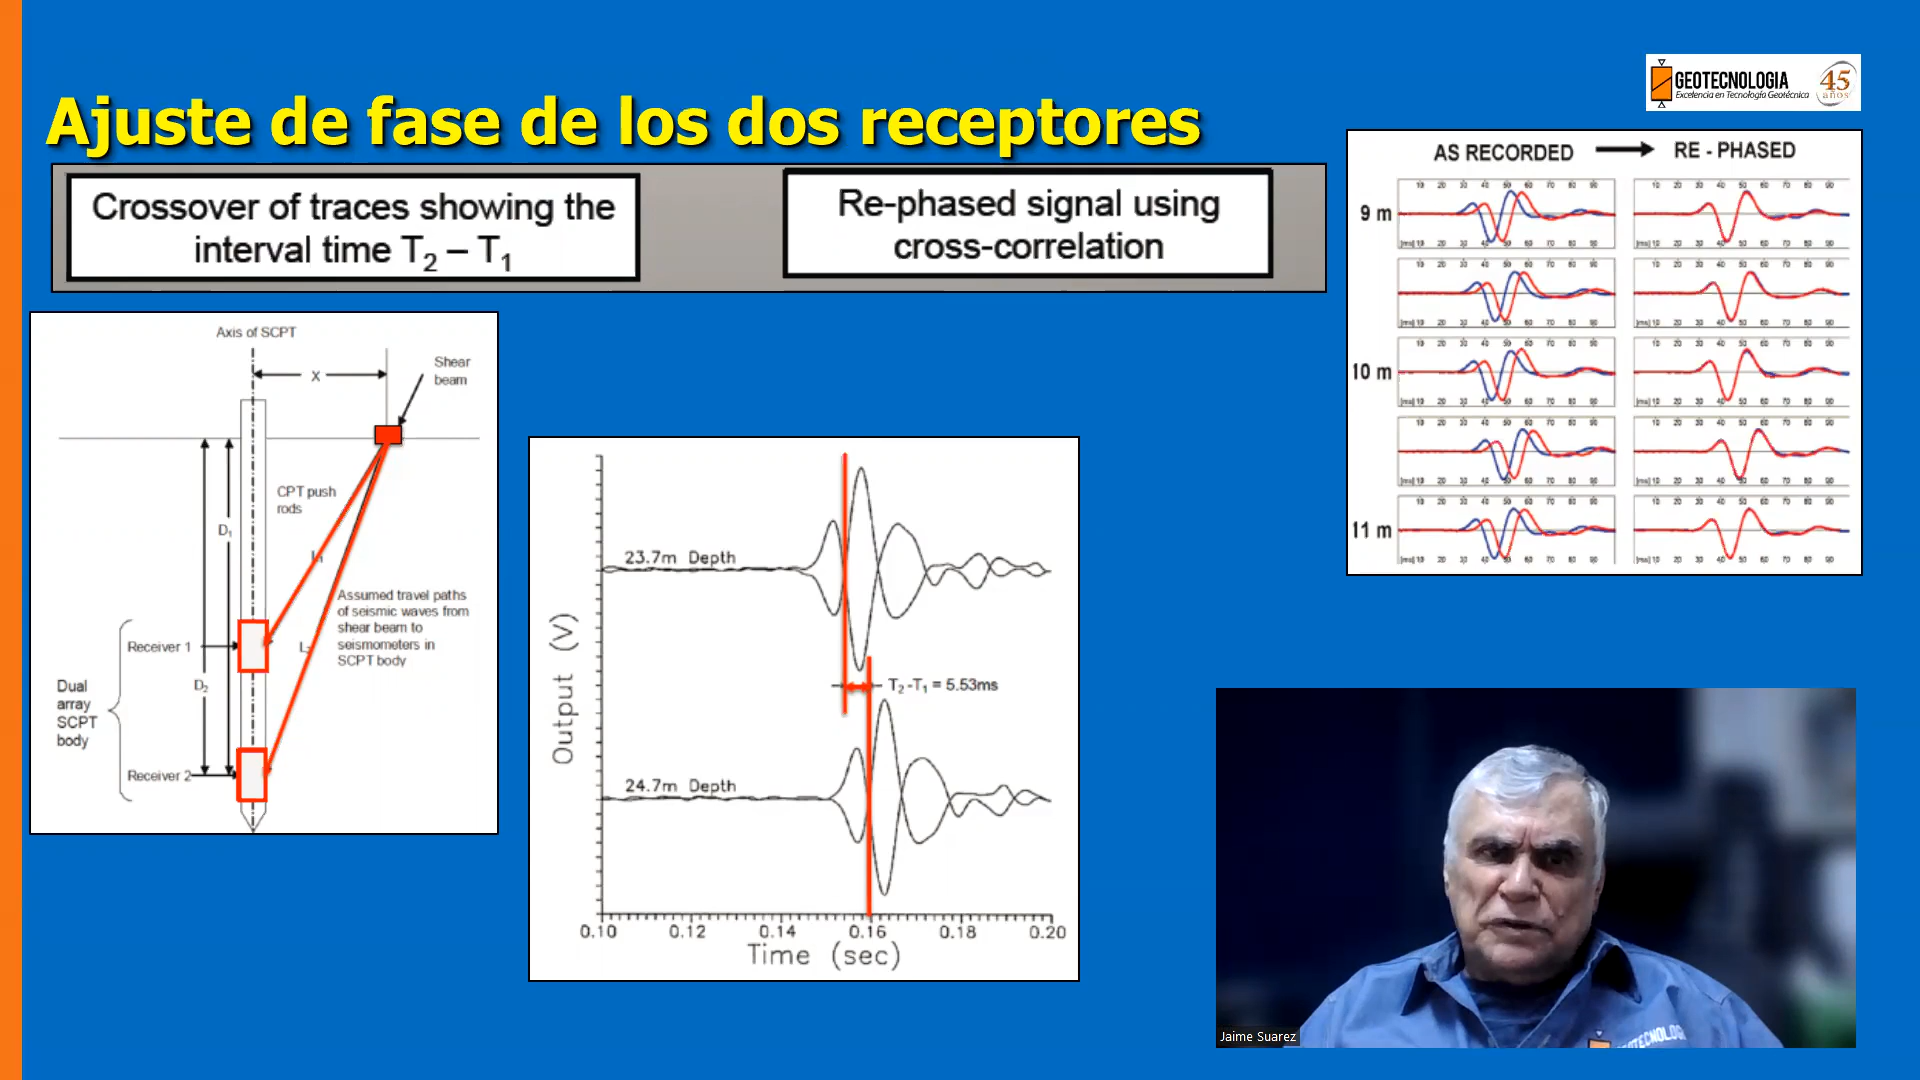 GEOTECNOLOGIA 45
Excelencia en Tecnología Geotécnica años
Ajuste de fase de los dos receptores
Crossover of traces showing the
interval time T2 – T1
Re-phased signal using
cross-correlation
AS RECORDED RE - PHASED
9 m
10 m
11 m
Axis of SCPT
X
Shear
beam
CPT push
rods
D1
L1
Assumed travel paths
of seismic waves from
shear beam to
seismometers in
SCPT body
Receiver 1
D2
Dual
array
SCPT
body
Receiver 2
Output (V)
23.7m Depth
T2 -T1 = 5.53ms
24.7m Depth
0.10 0.12 0.14 0.16 0.18 0.20
Time (sec)
Jaime Suarez